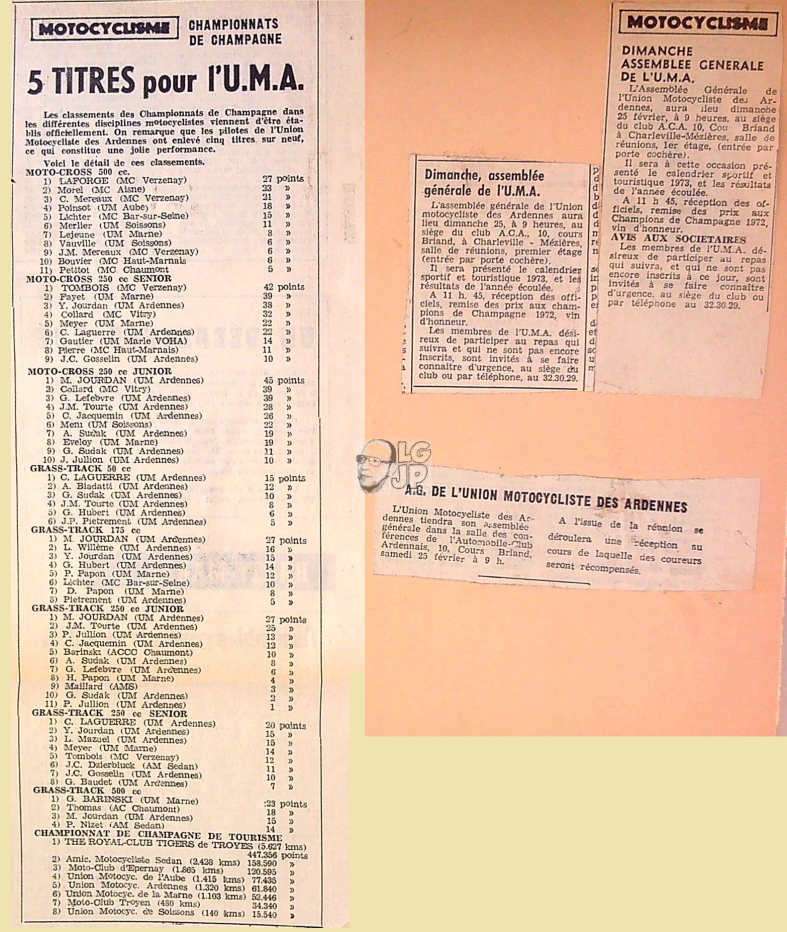 MOTOCYCLISME
CHAMPIONNATS
DE CHAMPAGNE
5 TITRES pour l'U.M.A.
Les classements des Championnats de Champagne dans
les différentes disciplines motocyclistes viennent d'être éta-
blis officiellement. On remarque que les pilotes de l'Union
Motocycliste des Ardennes ont enlevé cinq titres sur neuf,
ce qui constitue une jolie performance.
Voici le détail de ces classements.
MOTO-CROSS 500 cc.
1) LAFORGE (MC Verzenay) 27 points
2) Morel (MC Aisne) 23 »
3) C. Mereaux (MC Verzenay) 21 »
4) Poinsot (UM Aube) 18 »
5) Lichter (MC Bar-sur-Seine) 15 »
6) Merlier (UM Soissons) 11 »
7) Lejeune (UM Marne) 8 »
8) Vauville (UM Soissons) 6 »
9) J.M. Mereaux (MC Verzenay) 6 »
10) Bouvier (MC Haut-Marnais 6 »
11) Petitot (MC Chaumont 5 »
MOTO-CROSS 250 cc SENIOR
1) TOMBOIS (MC Verzenay) 42 points
2) Payet (UM Marne) 39 »
3) Y. Jourdan (UM Ardennes) 38 »
4) Collard (MC Vitry) 32 »
5) Meyer (UM Marne) 22 »
6) C. Laguerre (UM Ardennes) 22 »
7) Gautier (UM Marle VOHA) 14 »
8) Pierre (MC Haut-Marnais) 11 »
9) J.C. Gosselin (UM Ardennes) 10 »
MOTO-CROSS 250 cc JUNIOR
1) M. JOURDAN (UM Ardennes) 45 points
2) Collard (MC Vitry) 39 »
3) G. Lefebvre (UM Ardennes) 39 »
4) J.M. Tourte (UM Ardennes) 28 »
5) C. Jacquemin (UM Ardennes) 26 »
6) Meni (UM Soissons) 22 »
7) A. Sudak (UM Ardennes) 19 »
8) Eveloy (UM Marne) 19 »
9) G. Sudak (UM Ardennes) 11 »
10) J. Jullion (UM Ardennes) 10 »
GRASS-TRACK 50 cc
1) C. LAGUERRE (UM Ardennes) 15 points
2) A. Biadatti (UM Ardennes) 12 »
3) G. Sudak (UM Ardennes) 10 »
4) J.M. Tourte (UM Ardennes) 8 »
5) G. Hubert (UM Ardennes) 6 »
6) J.P. Pietrement (UM Ardennes) 5 »
GRASS-TRACK 175 cc
1) M. JOURDAN (UM Ardennes) 27 points
2) L. Willème (UM Ardennes) 16 »
3) Y. Jourdan (UM Ardennes) 15 »
4) G. Hubert (UM Ardennes) 14 »
5) P. Papon (UM Marne) 12 »
6) Lichter (MC Bar-sur-Seine) 10 »
7) D. Papon (UM Marne) 8 »
8) Pietrement (UM Ardennes) 5 »
GRASS-TRACK 250 cc JUNIOR
1) M. JOURDAN (UM Ardennes) 27 points
2) J.M. Tourte (UM Ardennes) 25 »
3) P. Jullion (UM Ardennes) 13 »
4) C. Jacquemin (UM Ardennes) 12 »
5) Barinski (ACCC Chaumont) 10 »
6) A. Sudak (UM Ardennes) 8 »
7) G. Lefebvre (UM Ardennes) 6 »
8) H. Papon (UM Marne) 4 »
9) Maillard (AMS) 3 »
10) G. Sudak (UM Ardennes) 2 »
11) P. Jullion (UM Ardennes) 1 »
GRASS-TRACK 250 cc SENIOR
1) C. LAGUERRE (UM Ardennes) 20 points
2) Y. Jourdan (UM Ardennes) 15 »
3) L. Mazuel (UM Ardennes) 15 »
4) Meyer (UM Marne) 14 »
5) Tombois (MC Verzenay) 12 »
6) J.C. Dzierbluck (AM Sedan) 11 »
7) J.C. Gosselin (UM Ardennes) 10 »
8) G. Baudet (UM Ardennes) 7 »
GRASS-TRACK 500 cc
1) G. BARINSKI (UM Marne) :23 points
2) Thomas (AC Chaumont) 18 »
3) M. Jourdan (UM Ardennes) 15 »
4) P. Nizet (AM Sedan) 14 »
CHAMPIONNAT DE CHAMPAGNE DE TOURISME
1) THE ROYAL-CLUB TIGERS de TROYES (5.627 kms)
447.356 points
2) Amic. Motocycliste Sedan (2.428 kms) 158.590 »
3) Moto-Club d'Epernay (1.865 kms) 120.595 »
4) Union Motocyc. de l'Aube (1.415 kms) 77.435 »
5) Union Motocyc. Ardennes (1.320 kms) 61.840 »
6) Union Motocyc. de la Marne (1.103 kms) 52.446 »
7) Moto-Club Troyen (480 kms) 34.340 »
8) Union Motocyc. de Soissons (140 kms) 15.540 »
Dimanche, assemblée
générale de l'U.M.A.
L'assemblée générale de l'Union
motocycliste des Ardennes aura
lieu dimanche 25, à 9 heures, au
siège du club A.C.A., 10, cours
Briand, à Charleville - Mézières,
salle de réunions, premier étage
(entrée par porte cochère).
Il sera présenté le calendrier
sportif et touristique 1973, et les
résultats de l'année écoulée.
A 11 h. 45, réception des offi-
ciels, remise des prix aux cham-
pions de Champagne 1972, vin
d'honneur.
Les membres de l'U.M.A. dési-
reux de participer au repas qui
suivra et qui ne sont pas encore
inscrits, sont invités à se faire
connaître d'urgence, au siège du
club ou par téléphone, au 32.30.29.
MOTOCYCLISME
DIMANCHE
ASSEMBLEE GENERALE
DE L'U.M.A.
L'Assemblée Générale de
l'Union Motocycliste des Ar-
dennes, aura lieu dimanche
25 février, à 9 heures, au siège
du club A.C.A. 10, Cou Briand
à Charleville-Mézières, salle de
réunions, 1er étage, (entrée par
porte cochère).
Il sera à cette occasion pré-
senté le calendrier sportif et
touristique 1973, et les résultats
de l'année écoulée.
A 11 h 45, réception des of-
ficiels, remise des prix aux
Champions de Champagne 1972,
vin d'honneur.
AVIS AUX SOCIETAIRES
Les membres de l'U.M.A. dé-
sireux de participer au repas
qui suivra, et qui ne sont pas
encore inscrits à ce jour, sont
invités à se faire connaître
d'urgence, au siège du club ou
par téléphone au 32.30.29.
LG
JP
A.G. DE L'UNION MOTOCYCLISTE DES ARDENNES
L'Union Motocycliste des Ar-
dennes tiendra son assemblée
générale dans la salle des con-
férences de l'Automobile-Club
Ardennais, 10, Cours Briand,
samedi 25 février à 9 h.
A l'issue de la réunion se
déroulera une réception au
cours de laquelle des coureurs
seront récompensés.